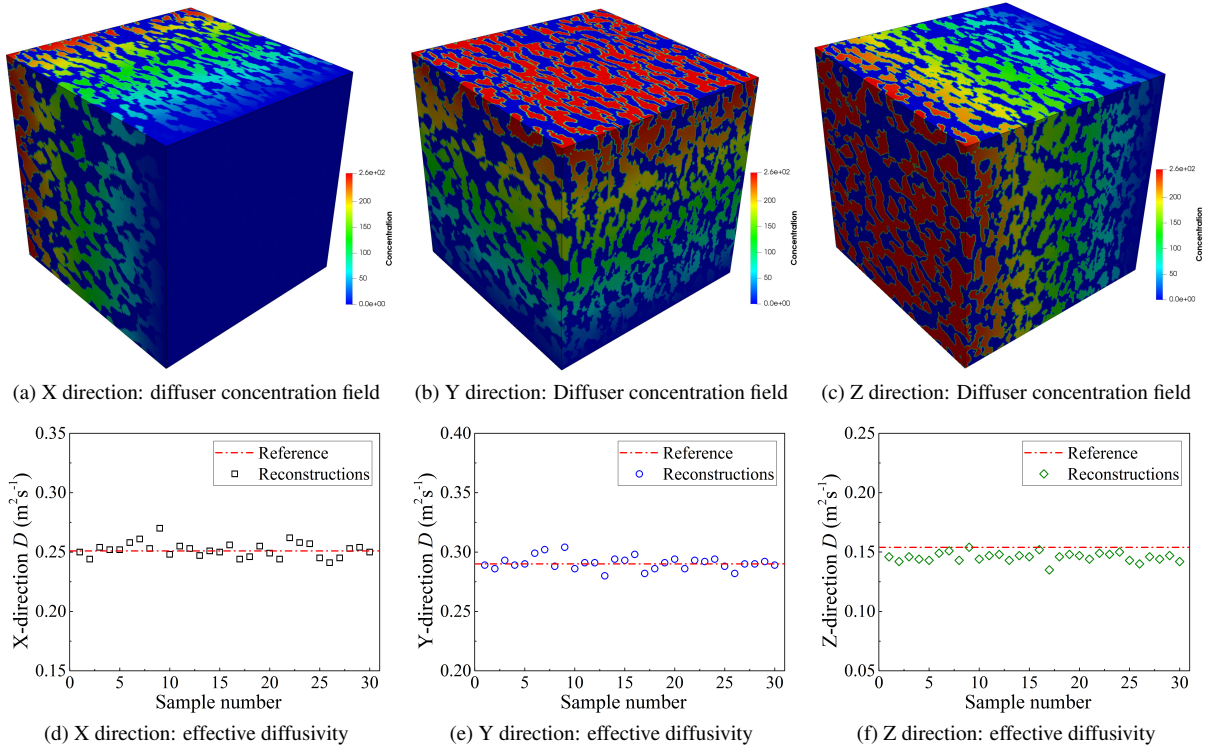 2.6e+02
200
150
100
50
0.0e+00
Concentration
2.6e+02
200
150
100
50
0.0e+00
Concentration
2.6e+02
200
150
100
50
0.0e+00
Concentration
(a) X direction: diffuser concentration field
(b) Y direction: Diffuser concentration field
(c) Z direction: Diffuser concentration field
0.35
0.30
0.25
0.20
0.15
X-direction D (m²s⁻¹)
Reference
Reconstructions
0 5 10 15 20 25 30
Sample number
0.40
0.35
0.30
0.25
0.20
Y-direction D (m²s⁻¹)
Reference
Reconstructions
0 5 10 15 20 25 30
Sample number
0.25
0.20
0.15
0.10
0.05
Z-direction D (m²s⁻¹)
Reference
Reconstructions
0 5 10 15 20 25 30
Sample number
(d) X direction: effective diffusivity
(e) Y direction: effective diffusivity
(f) Z direction: effective diffusivity